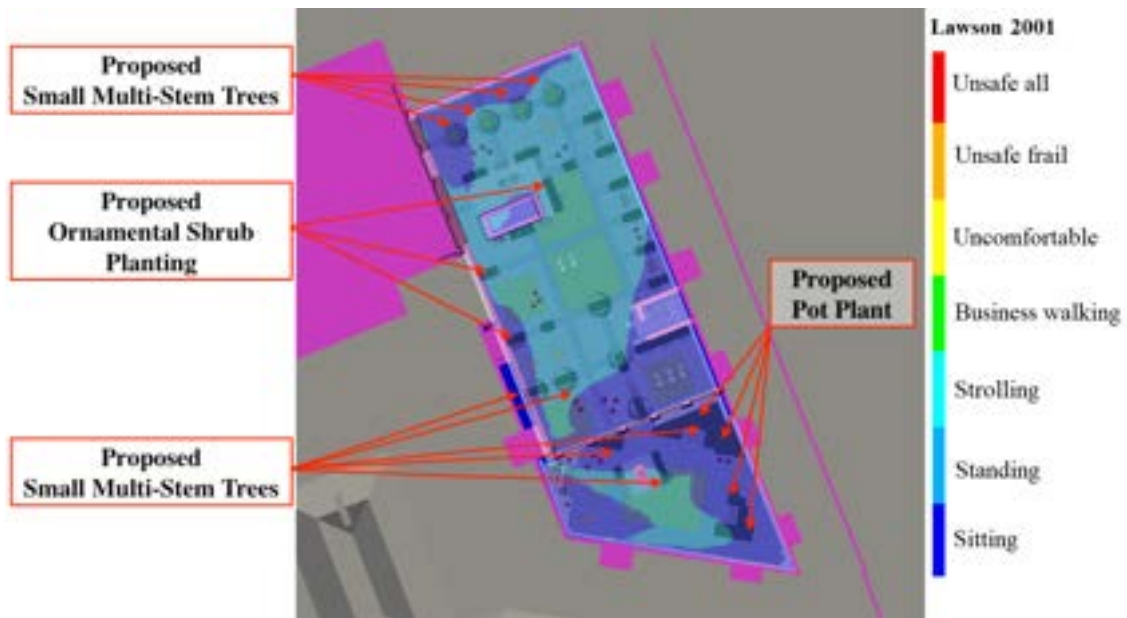 Proposed
Small Multi-Stem Trees
Proposed
Ornamental Shrub
Planting
Proposed
Small Multi-Stem Trees
Proposed
Pot Plant
Lawson 2001
Unsafe all
Unsafe frail
Uncomfortable
Business walking
Strolling
Standing
Sitting